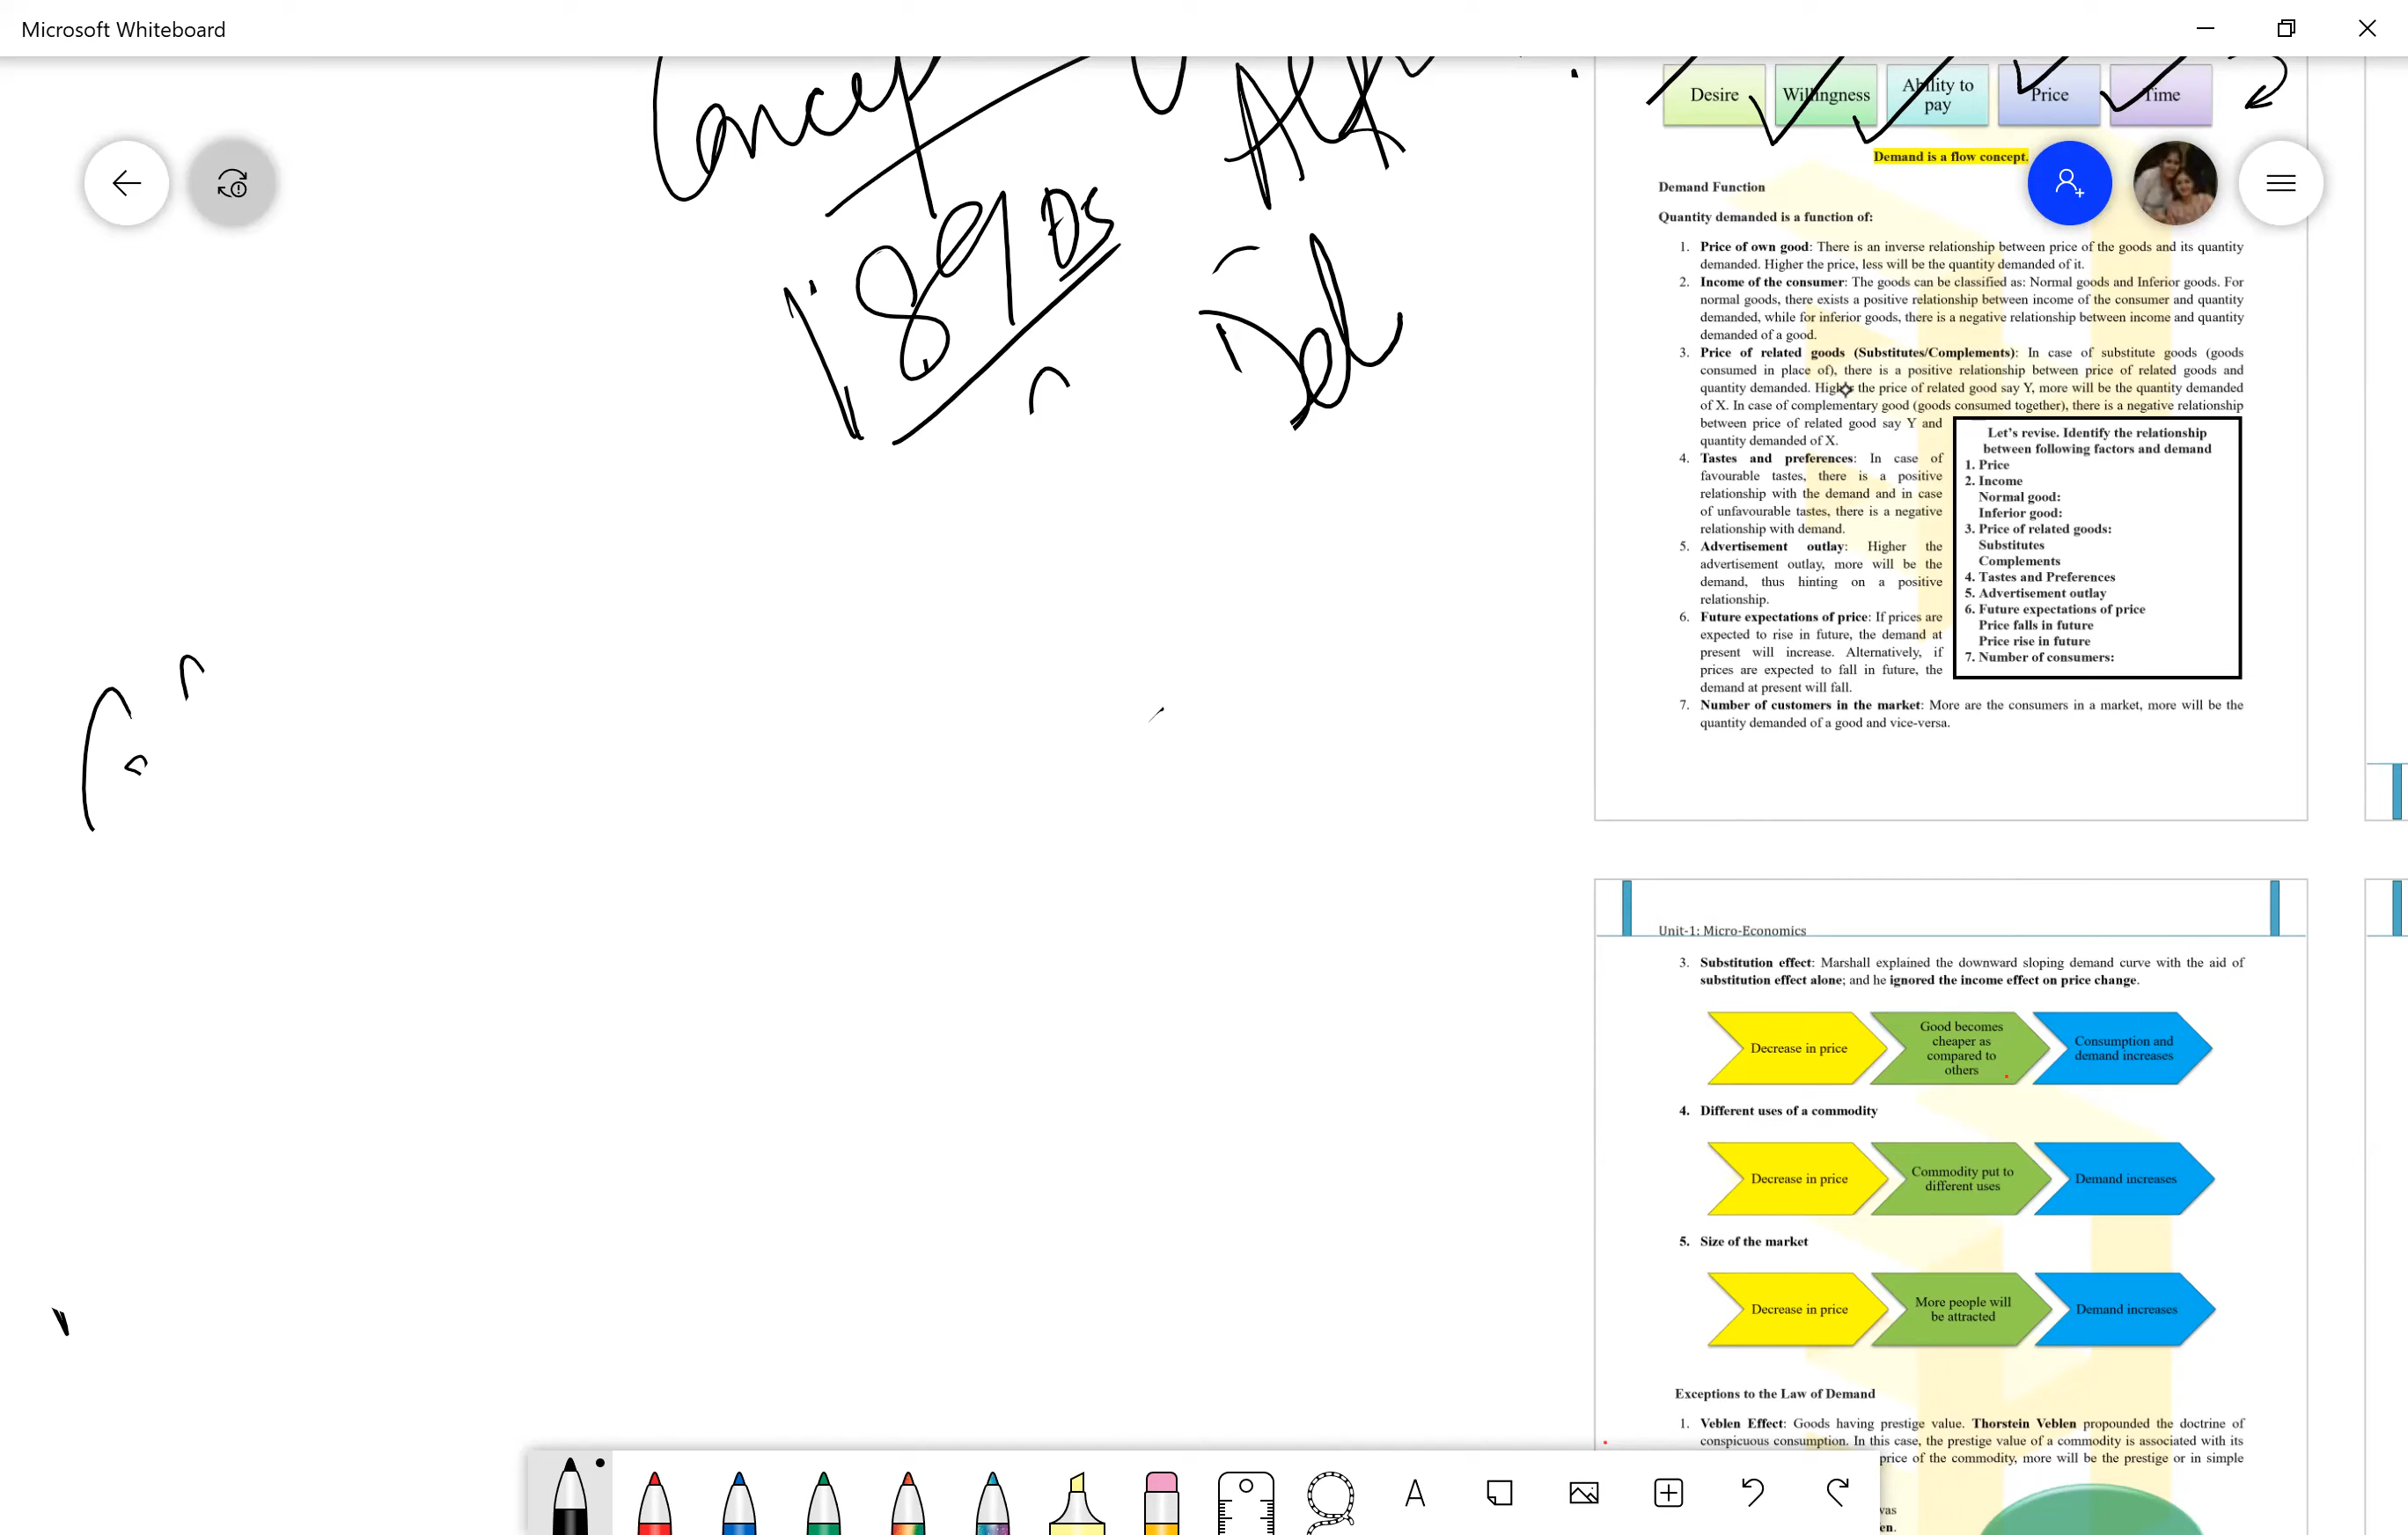 Microsoft Whiteboard
Concept
Desire
Willingness
Ability to
pay
Price
Time
Demand is a flow concept.
Demand Function
Quantity demanded is a function of:
1. Price of own good: There is an inverse relationship between price of the goods and its quantity
demanded. Higher the price, less will be the quantity demanded of it.
2. Income of the consumer: The goods can be classified as: Normal goods and Inferior goods. For
normal goods, there exists a positive relationship between income of the consumer and quantity
demanded, while for inferior goods, there is a negative relationship between income and quantity
demanded of a good.
3. Price of related goods (Substitutes/Complements): In case of substitute goods (goods
consumed in place of), there is a positive relationship between price of related goods and
quantity demanded. Higher the price of related good say Y, more will be the quantity demanded
of X. In case of complementary good (goods consumed together), there is a negative relationship
between price of related good say Y and
quantity demanded of X.
4. Tastes and preferences: In case of
favourable tastes, there is a positive
relationship with the demand and in case
of unfavourable tastes, there is a negative
relationship with demand.
5. Advertisement outlay: Higher the
advertisement outlay, more will be the
demand, thus hinting on a positive
relationship.
6. Future expectations of price: If prices are
expected to rise in future, the demand at
present will increase. Alternatively, if
prices are expected to fall in future, the
demand at present will fall.
7. Number of customers in the market: More are the consumers in a market, more will be the
quantity demanded of a good and vice-versa.
Let's revise. Identify the relationship
between following factors and demand
1. Price
2. Income
Normal good:
Inferior good:
3. Price of related goods:
Substitutes
Complements
4. Tastes and Preferences
5. Advertisement outlay
6. Future expectations of price
Price falls in future
Price rise in future
7. Number of consumers:
Unit-1: Micro-Economics
3. Substitution effect: Marshall explained the downward sloping demand curve with the aid of
substitution effect alone; and he ignored the income effect on price change.
Decrease in price
Good becomes
cheaper as
compared to
others
Consumption and
demand increases
4. Different uses of a commodity
Decrease in price
Commodity put to
different uses
Demand increases
5. Size of the market
Decrease in price
More people will
be attracted
Demand increases
Exceptions to the Law of Demand
1. Veblen Effect: Goods having prestige value. Thorstein Veblen propounded the doctrine of
conspicuous consumption. In this case, the prestige value of a commodity is associated with its
price of the commodity, more will be the prestige or in simple
was
en.